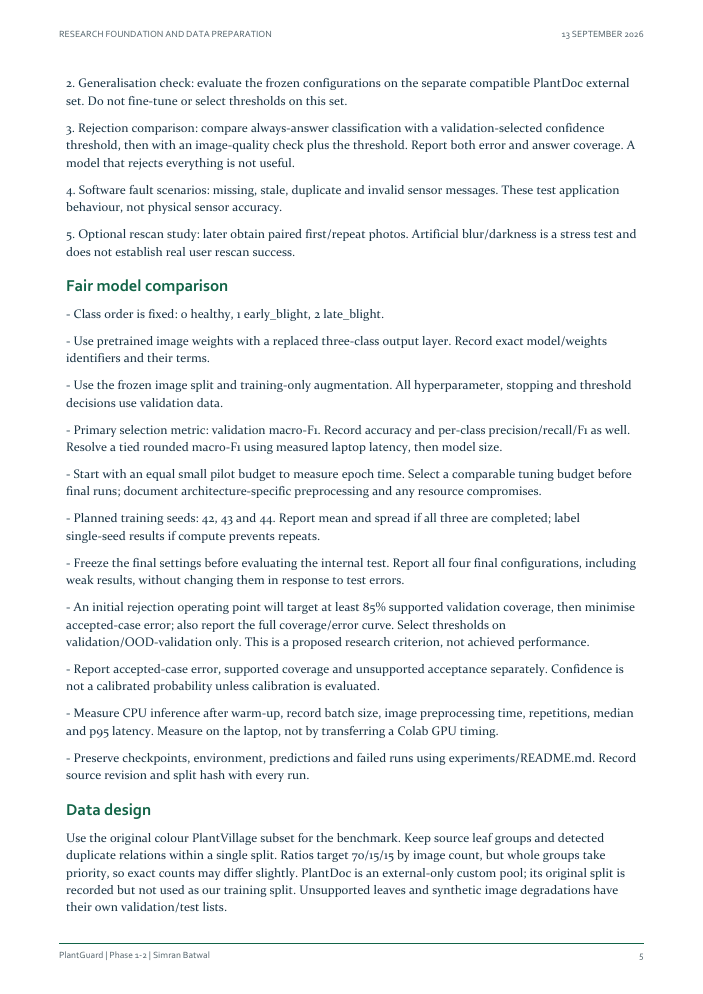 RESEARCH FOUNDATION AND DATA PREPARATION
13 SEPTEMBER 2026
2. Generalisation check: evaluate the frozen configurations on the separate compatible PlantDoc external
set. Do not fine-tune or select thresholds on this set.
3. Rejection comparison: compare always-answer classification with a validation-selected confidence
threshold, then with an image-quality check plus the threshold. Report both error and answer coverage. A
model that rejects everything is not useful.
4. Software fault scenarios: missing, stale, duplicate and invalid sensor messages. These test application
behaviour, not physical sensor accuracy.
5. Optional rescan study: later obtain paired first/repeat photos. Artificial blur/darkness is a stress test and
does not establish real user rescan success.
Fair model comparison
- Class order is fixed: 0 healthy, 1 early_blight, 2 late_blight.
- Use pretrained image weights with a replaced three-class output layer. Record exact model/weights
identifiers and their terms.
- Use the frozen image split and training-only augmentation. All hyperparameter, stopping and threshold
decisions use validation data.
- Primary selection metric: validation macro-F1. Record accuracy and per-class precision/recall/F1 as well.
Resolve a tied rounded macro-F1 using measured laptop latency, then model size.
- Start with an equal small pilot budget to measure epoch time. Select a comparable tuning budget before
final runs; document architecture-specific preprocessing and any resource compromises.
- Planned training seeds: 42, 43 and 44. Report mean and spread if all three are completed; label
single-seed results if compute prevents repeats.
- Freeze the final settings before evaluating the internal test. Report all four final configurations, including
weak results, without changing them in response to test errors.
- An initial rejection operating point will target at least 85% supported validation coverage, then minimise
accepted-case error; also report the full coverage/error curve. Select thresholds on
validation/OOD-validation only. This is a proposed research criterion, not achieved performance.
- Report accepted-case error, supported coverage and unsupported acceptance separately. Confidence is
not a calibrated probability unless calibration is evaluated.
- Measure CPU inference after warm-up, record batch size, image preprocessing time, repetitions, median
and p95 latency. Measure on the laptop, not by transferring a Colab GPU timing.
- Preserve checkpoints, environment, predictions and failed runs using experiments/README.md. Record
source revision and split hash with every run.
Data design
Use the original colour PlantVillage subset for the benchmark. Keep source leaf groups and detected
duplicate relations within a single split. Ratios target 70/15/15 by image count, but whole groups take
priority, so exact counts may differ slightly. PlantDoc is an external-only custom pool; its original split is
recorded but not used as our training split. Unsupported leaves and synthetic image degradations have
their own validation/test lists.
PlantGuard | Phase 1-2 | Simran Batwal
5